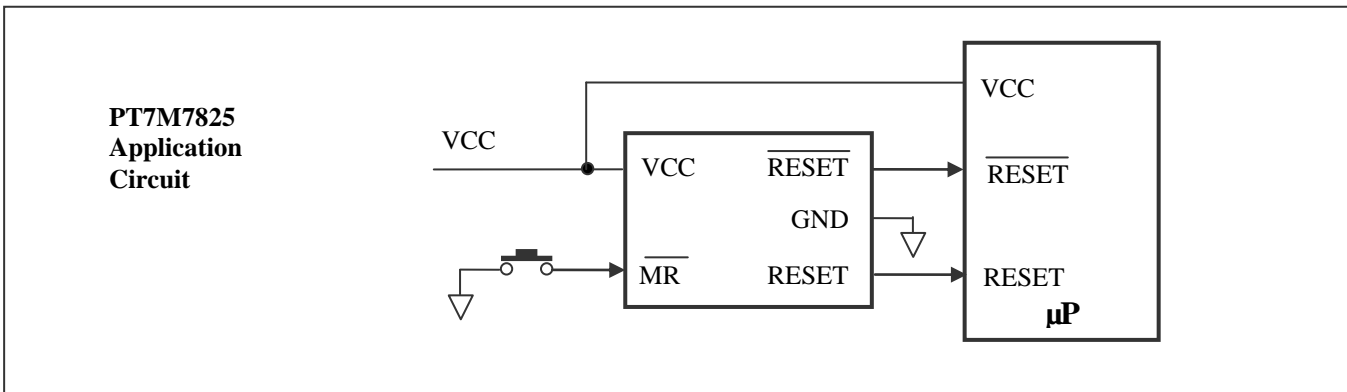 PT7M7825
Application
Circuit
VCC
VCC
RESET
GND
MR
RESET
VCC
RESET
RESET
µP